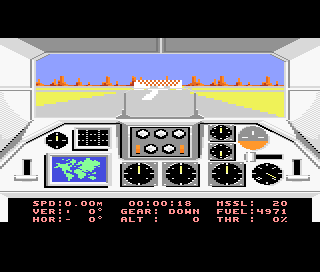 SPD:0.00M 00:00:18 MSSL: 20
VER:+ 0° GEAR: DOWN FUEL:4971
HOR:- 0° ALT : 0 THR : 0%